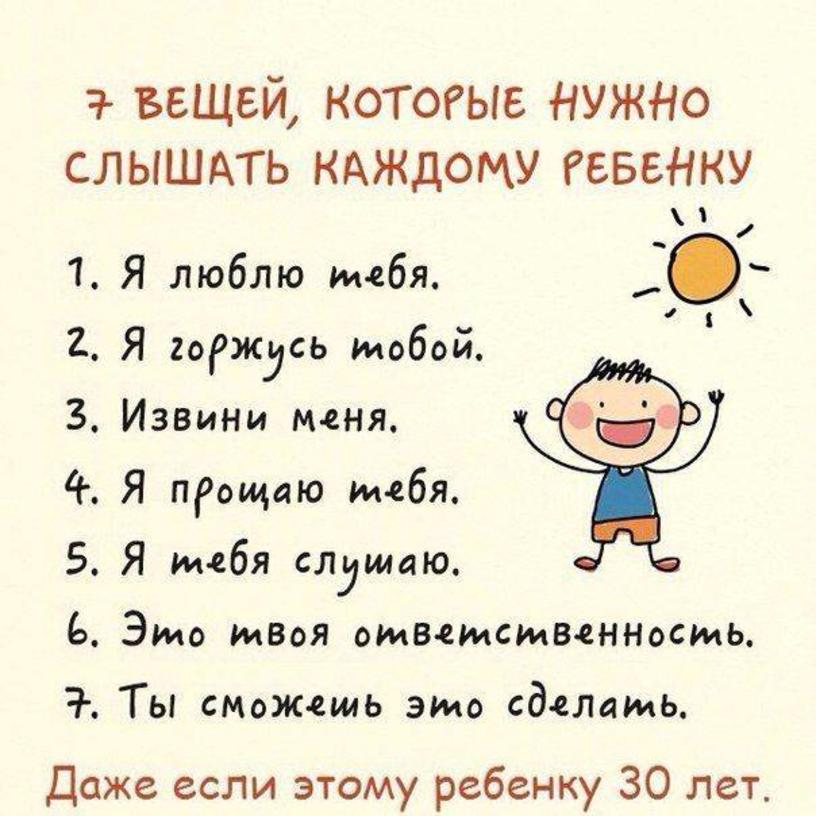 7 ВЕЩЕЙ, КОТОРЫЕ НУЖНО
СЛЫШАТЬ КАЖДОМУ РЕБЕНКУ
1. Я люблю тебя.
2. Я горжусь тобой.
3. Извини меня.
4. Я прощаю тебя.
5. Я тебя слушаю.
6. Это твоя ответственность.
7. Ты сможешь это сделать.
Даже если этому ребенку 30 лет.